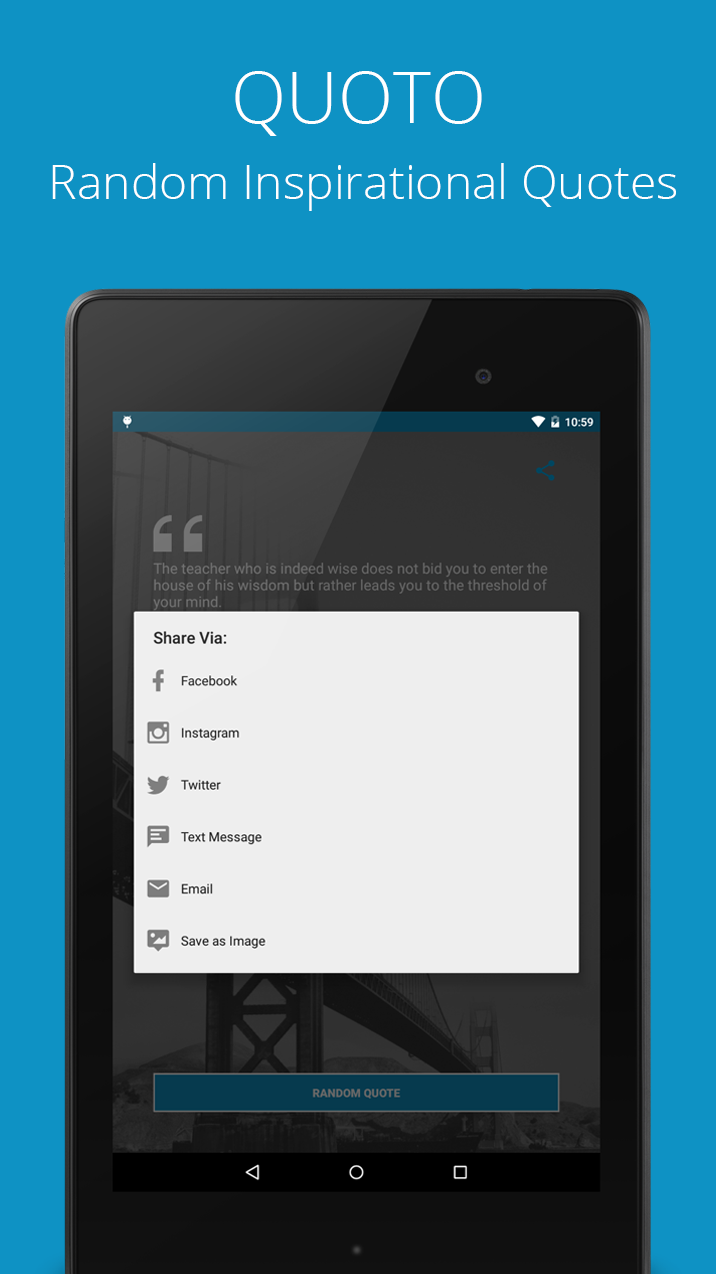 QUOTO
Random Inspirational Quotes
10:59
The teacher who is indeed wise does not bid you to enter the
house of his wisdom but rather leads you to the threshold of
your mind.
Share Via:
Facebook
Instagram
Twitter
Text Message
Email
Save as Image
RANDOM QUOTE